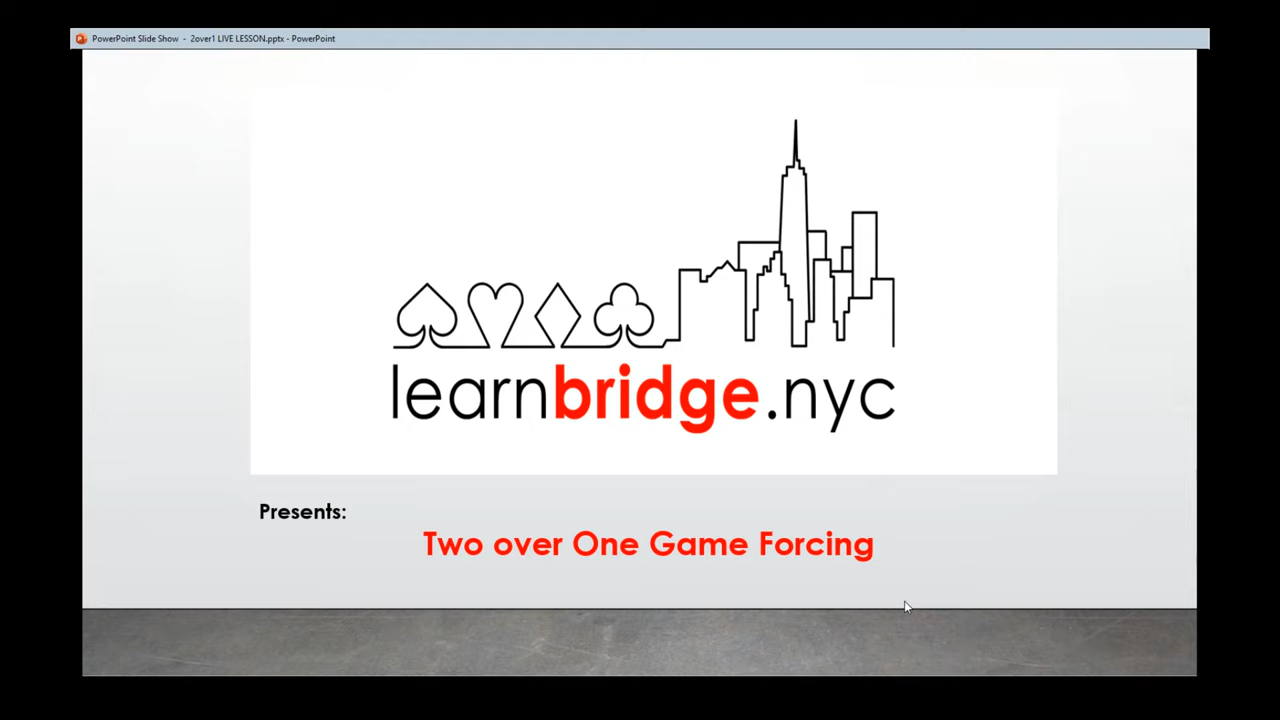 PowerPoint Slide Show - 2over1 LIVE LESSON.pptx - PowerPoint
learnbridge.nyc
Presents:
Two over One Game Forcing